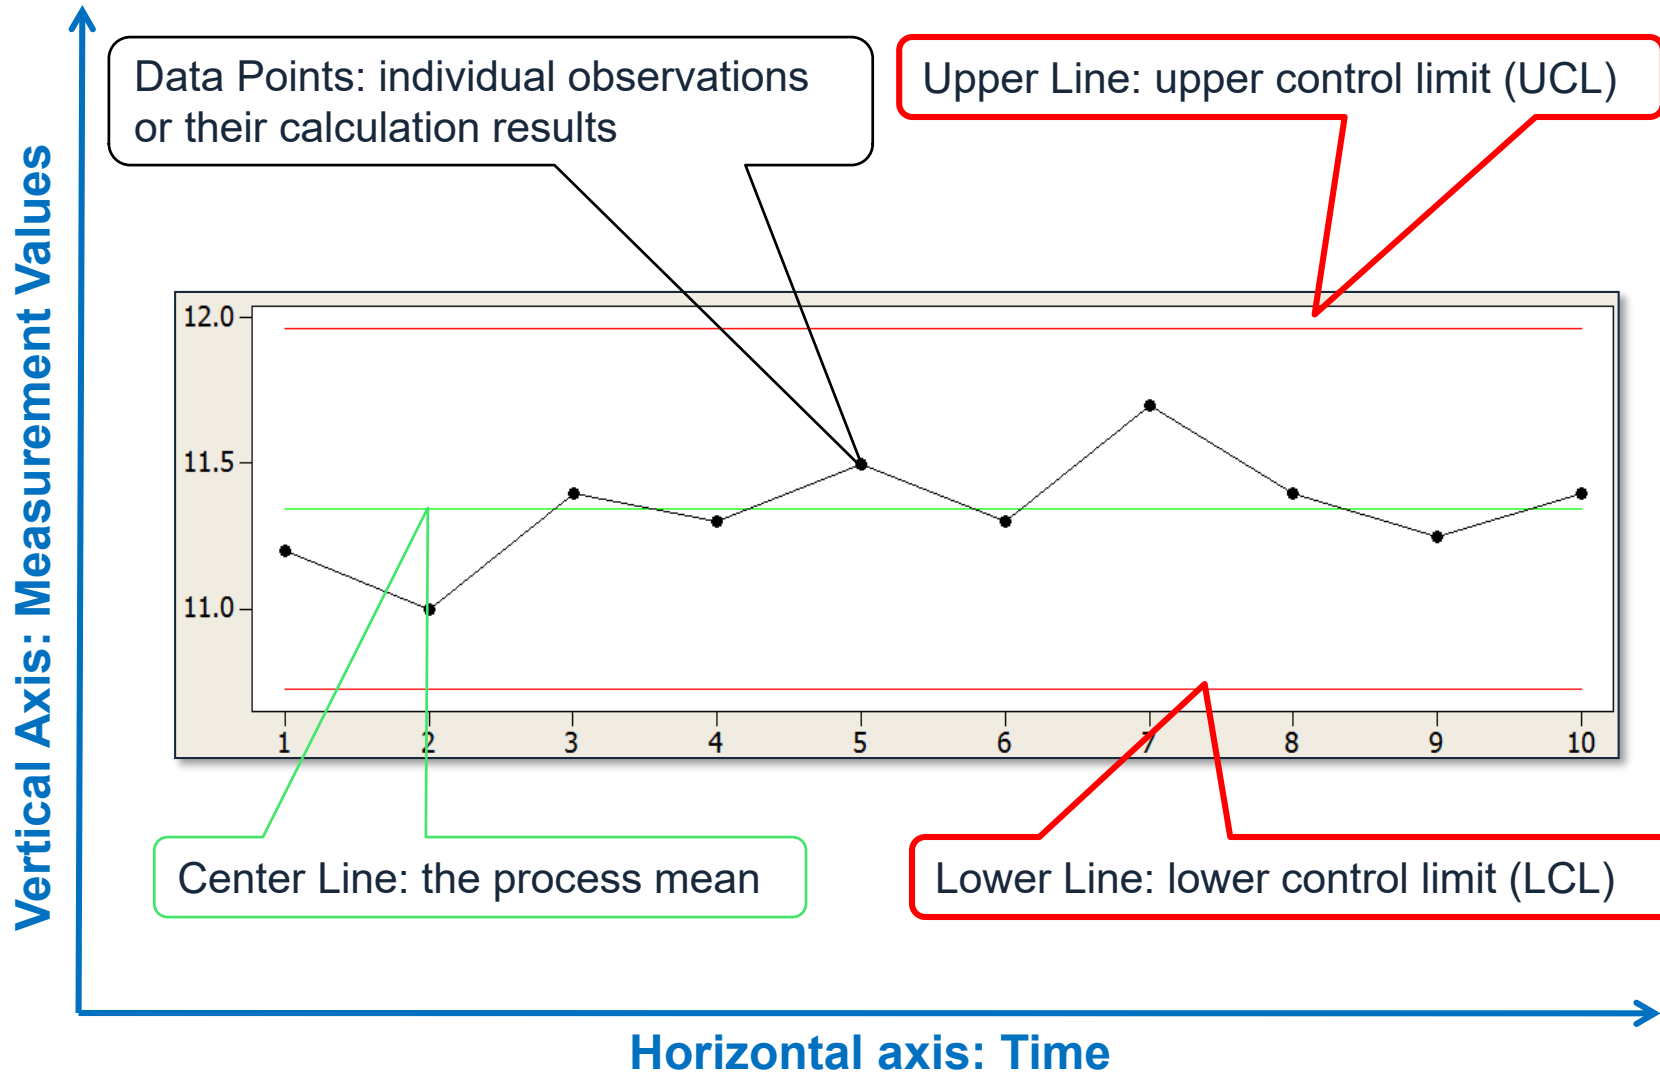 Data Points: individual observations
or their calculation results
Upper Line: upper control limit (UCL)
Vertical Axis: Measurement Values
12.0
11.5
11.0
1 2 3 4 5 6 7 8 9 10
Center Line: the process mean
Lower Line: lower control limit (LCL)
Horizontal axis: Time